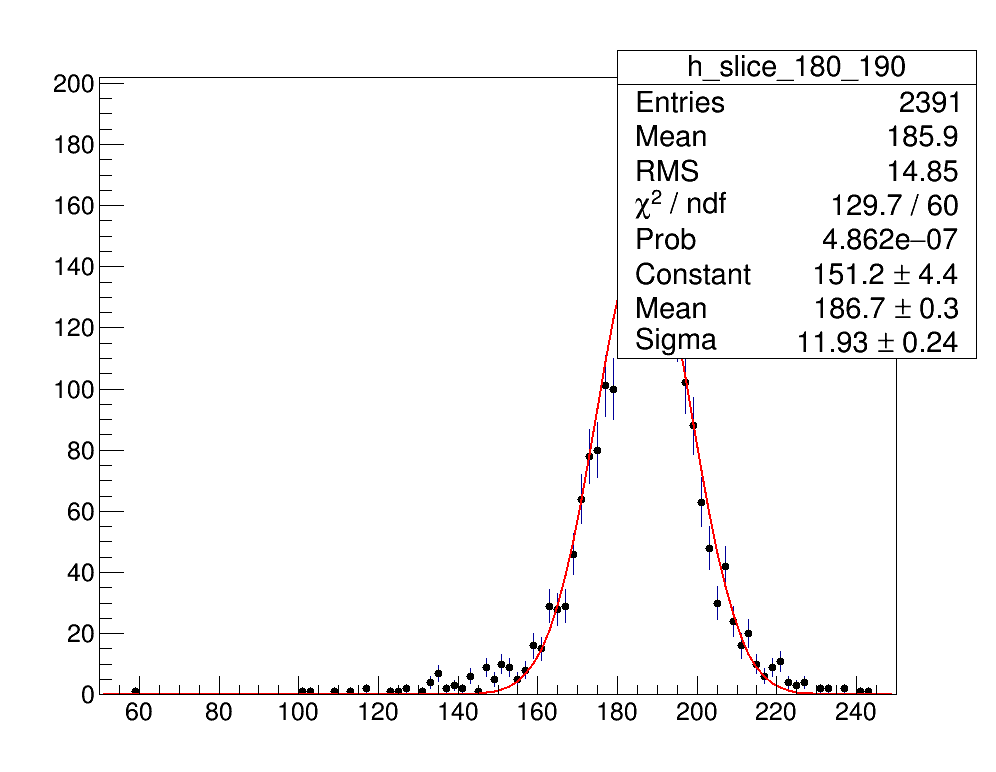 h_slice_180_190
Entries 2391
Mean 185.9
RMS 14.85
χ² / ndf 129.7 / 60
Prob 4.862e−07
Constant 151.2 ± 4.4
Mean 186.7 ± 0.3
Sigma 11.93 ± 0.24
200
180
160
140
120
100
80
60
40
20
0
60 80 100 120 140 160 180 200 220 240